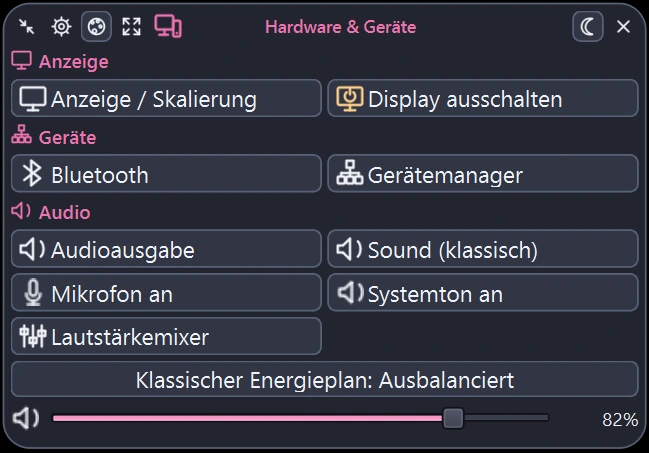 Hardware & Geräte
Anzeige
Anzeige / Skalierung
Display ausschalten
Geräte
Bluetooth
Gerätemanager
Audio
Audioausgabe
Sound (klassisch)
Mikrofon an
Systemton an
Lautstärkemixer
Klassischer Energieplan: Ausbalanciert
82%